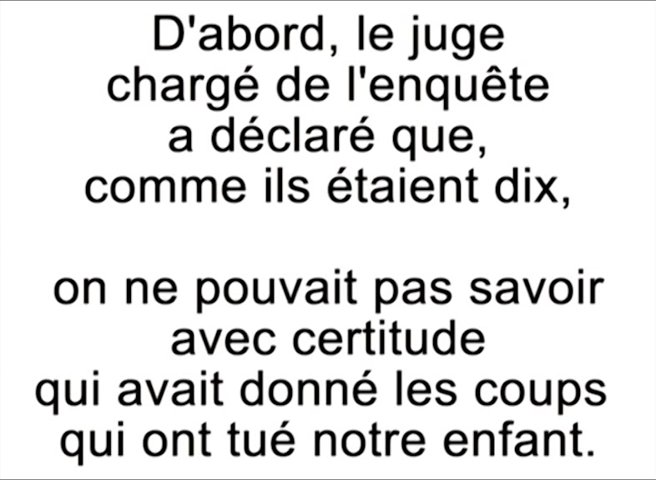 D'abord, le juge
chargé de l'enquête
a déclaré que,
comme ils étaient dix,
on ne pouvait pas savoir
avec certitude
qui avait donné les coups
qui ont tué notre enfant.